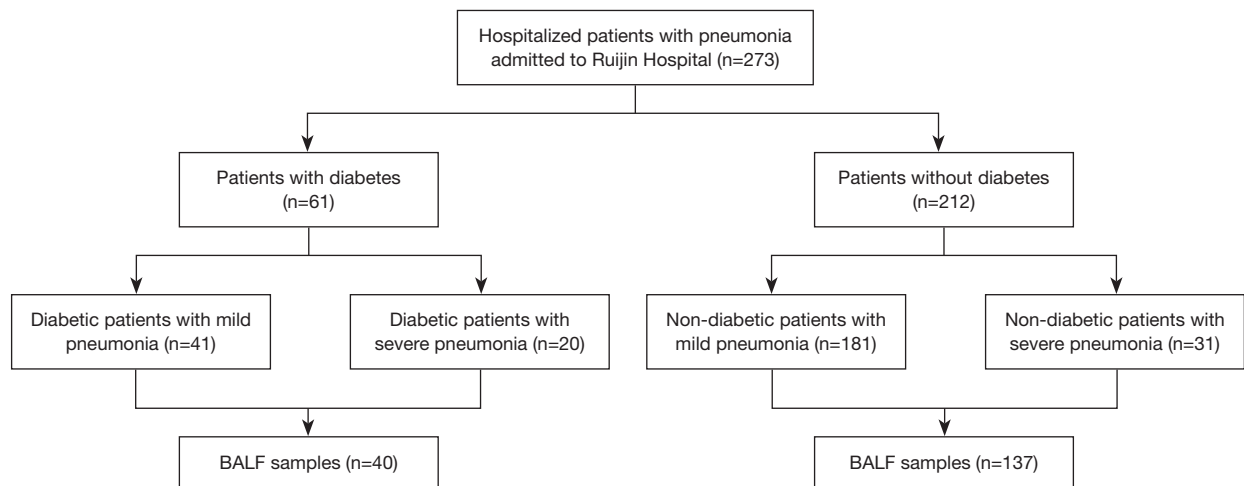 Hospitalized patients with pneumonia
admitted to Ruijin Hospital (n=273)
Patients with diabetes
(n=61)
Patients without diabetes
(n=212)
Diabetic patients with mild
pneumonia (n=41)
Diabetic patients with
severe pneumonia (n=20)
Non-diabetic patients with
mild pneumonia (n=181)
Non-diabetic patients with
severe pneumonia (n=31)
BALF samples (n=40)
BALF samples (n=137)